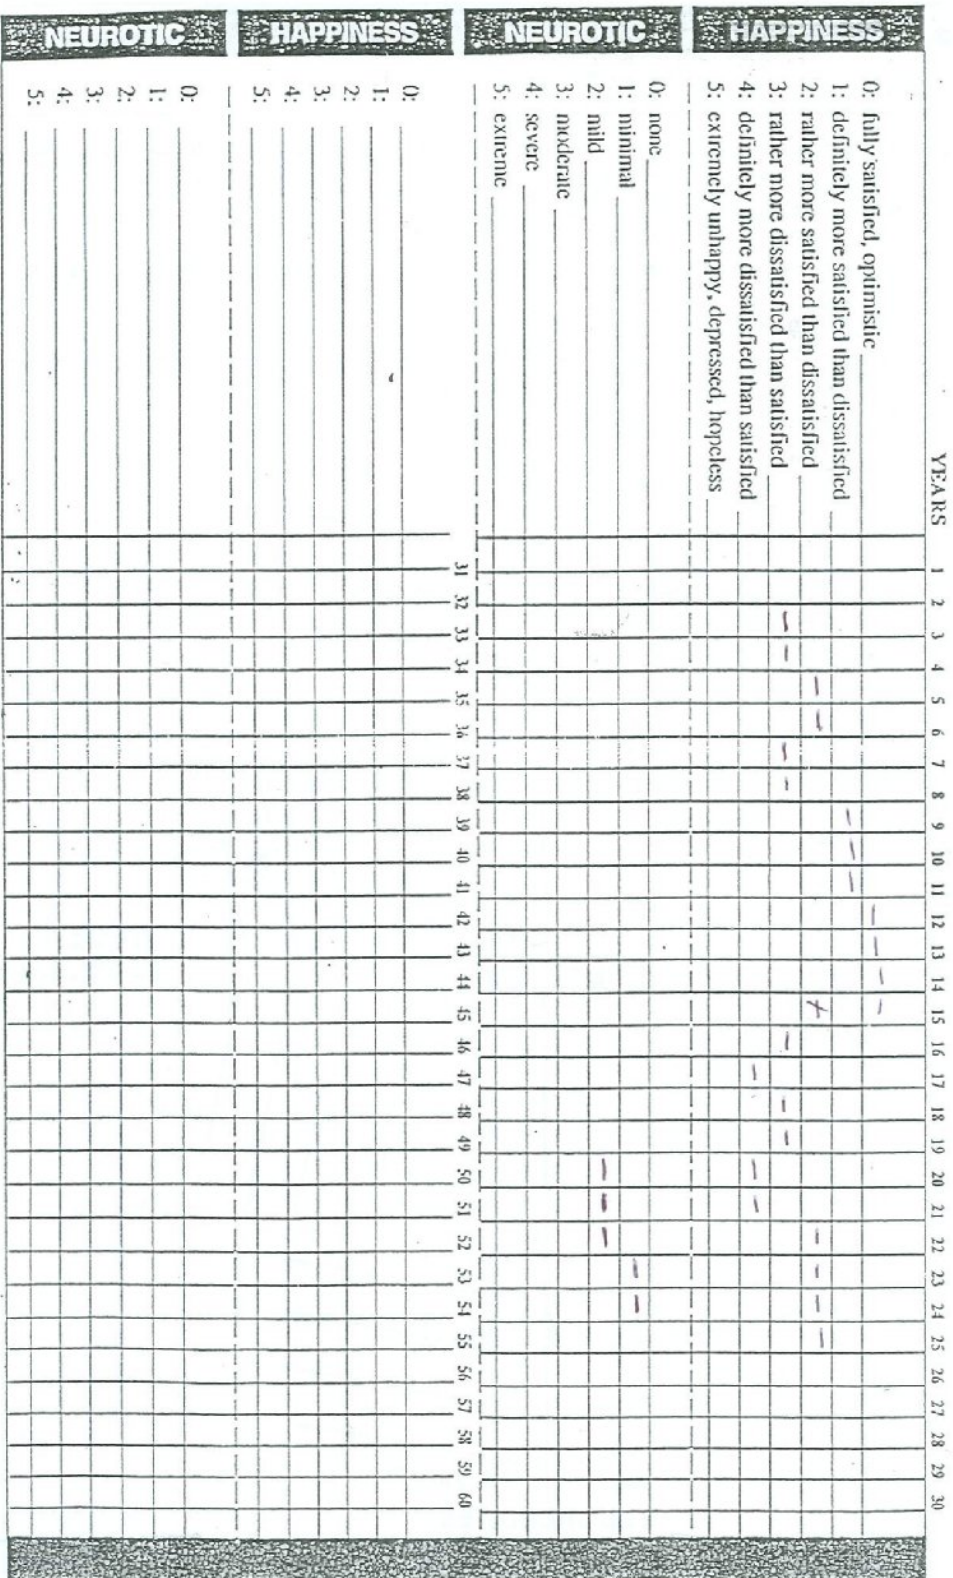 YEARS 1 2 3 4 5 6 7 8 9 10 11 12 13 14 15 16 17 18 19 20 21 22 23 24 25 26 27 28 29 30
HAPPINESS
0: fully satisfied, optimistic
1: definitely more satisfied than dissatisfied
2: rather more satisfied than dissatisfied
3: rather more dissatisfied than satisfied
4: definitely more dissatisfied than satisfied
5: extremely unhappy, depressed, hopeless
NEUROTIC
0: none
1: minimal
2: mild
3: moderate
4: severe
5: extreme
31 32 33 34 35 36 37 38 39 40 41 42 43 44 45 46 47 48 49 50 51 52 53 54 55 56 57 58 59 60
HAPPINESS
0:
1:
2:
3:
4:
5:
NEUROTIC
0:
1:
2:
3:
4:
5: